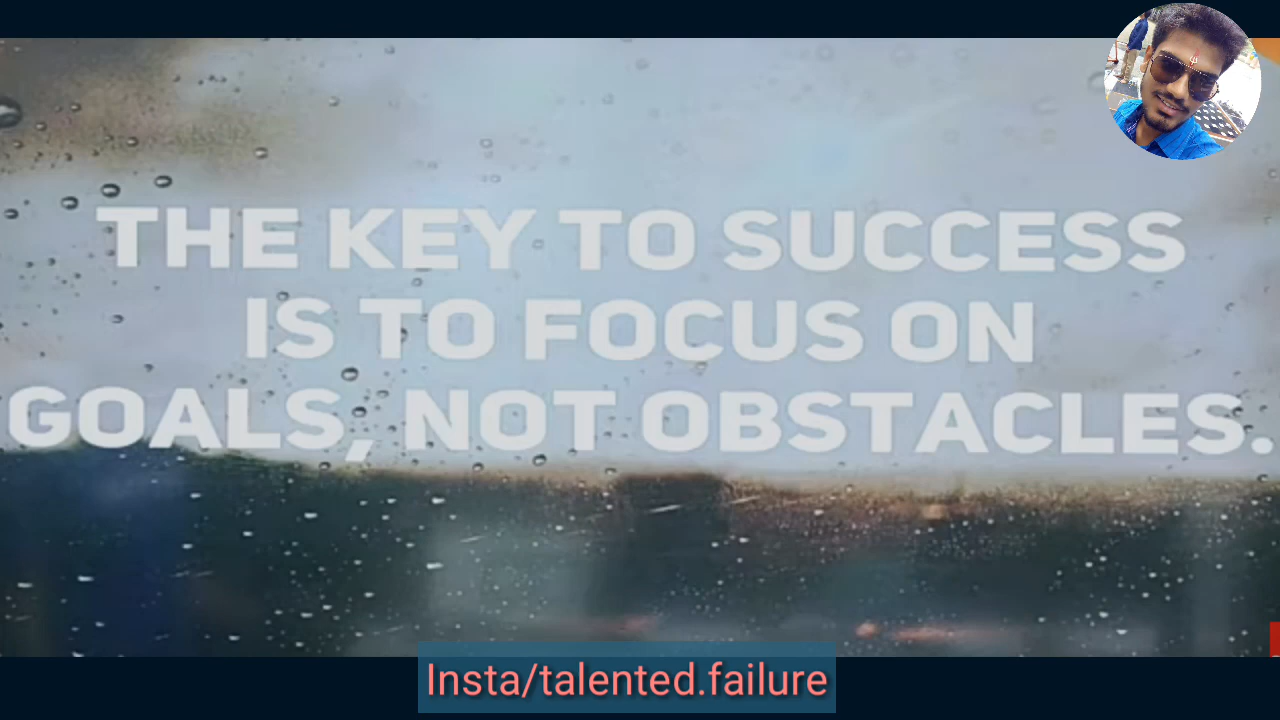 THE KEY TO SUCCESS
IS TO FOCUS ON
GOALS, NOT OBSTACLES.
Insta/talented.failure